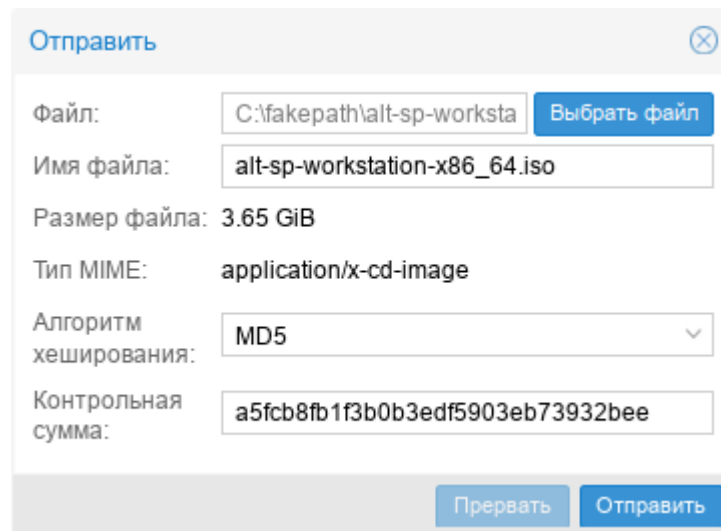 Отправить
Файл: C:\fakepath\alt-sp-worksta Выбрать файл
Имя файла: alt-sp-workstation-x86_64.iso
Размер файла: 3.65 GiB
Тип MIME: application/x-cd-image
Алгоритм
хеширования: MD5
Контрольная
сумма: a5fcb8fb1f3b0b3edf5903eb73932bee
Прервать Отправить